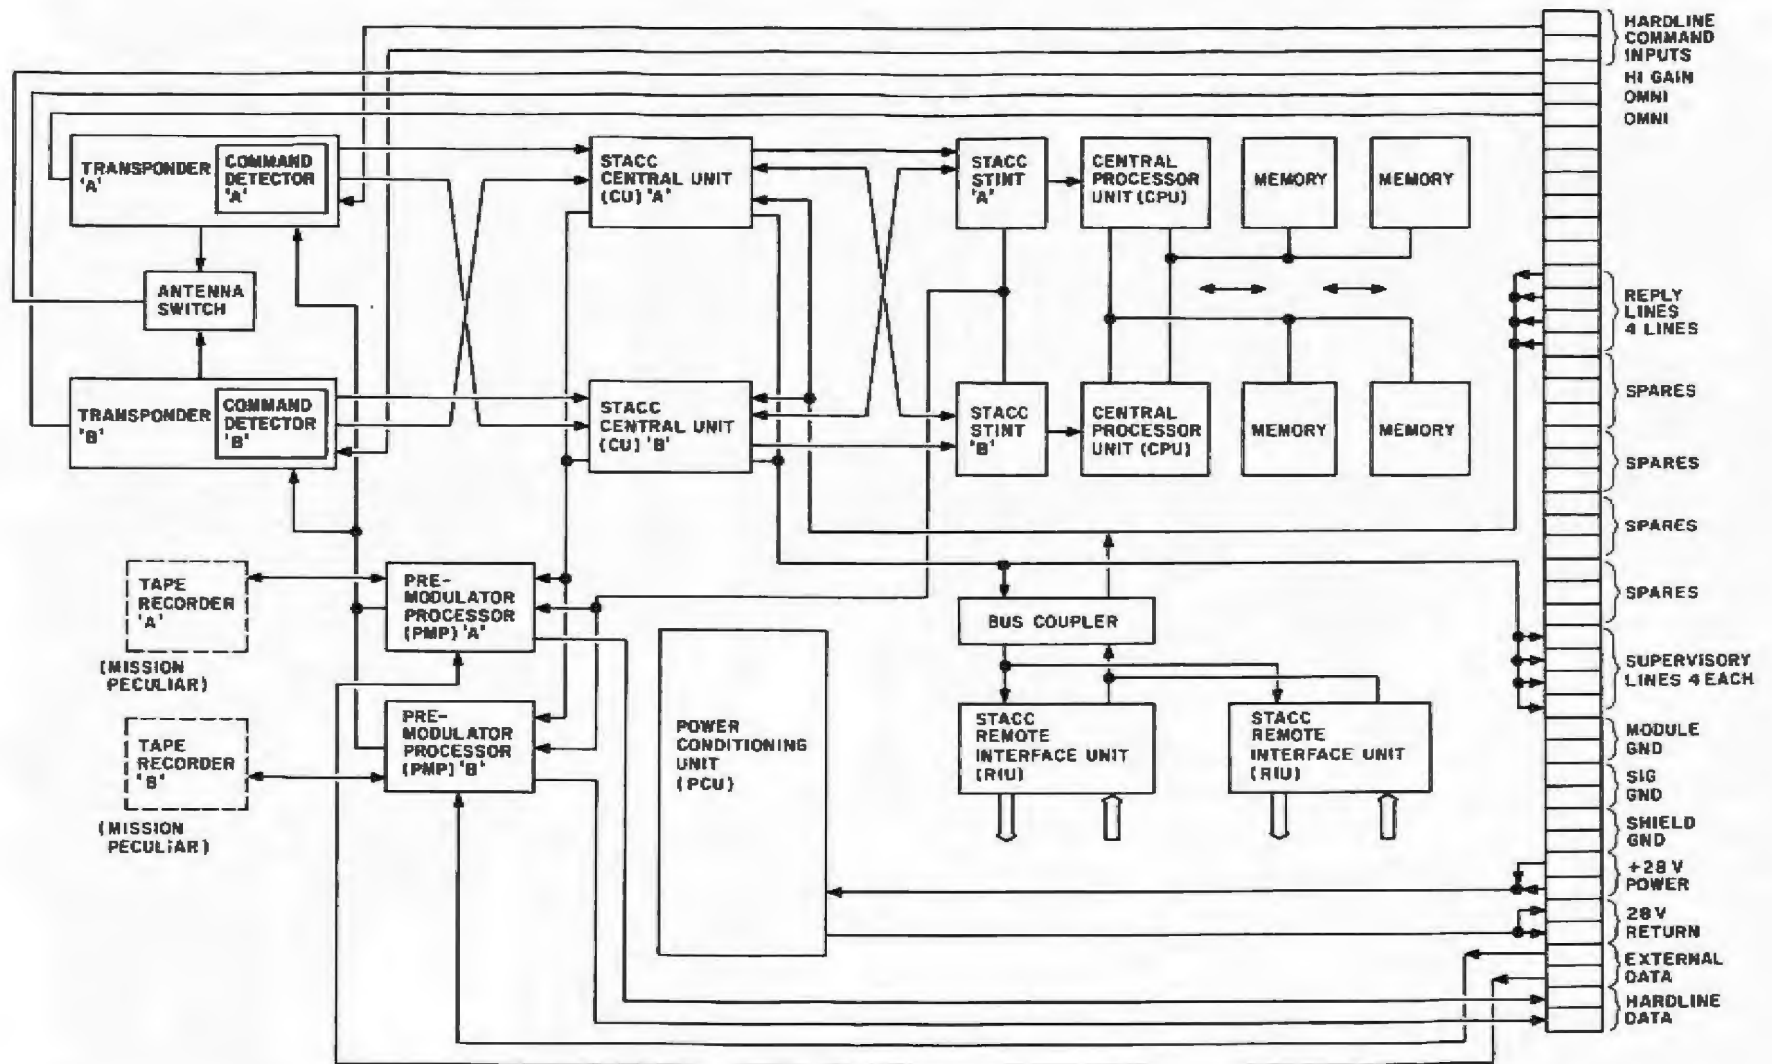 HARDLINE
COMMAND
INPUTS
HI GAIN
OMNI
OMNI
TRANSPONDER
'A'
COMMAND
DETECTOR
'A'
STACC
CENTRAL UNIT
(CU) 'A'
STACC
STINT
'A'
CENTRAL
PROCESSOR
UNIT (CPU)
MEMORY
MEMORY
ANTENNA
SWITCH
REPLY
LINES
4 LINES
TRANSPONDER
'B'
COMMAND
DETECTOR
'B'
STACC
CENTRAL UNIT
(CU) 'B'
STACC
STINT
'B'
CENTRAL
PROCESSOR
UNIT (CPU)
MEMORY
MEMORY
SPARES
SPARES
SPARES
SPARES
TAPE
RECORDER
'A'
(MISSION
PECULIAR)
PRE-
MODULATOR
PROCESSOR
(PMP) 'A'
BUS COUPLER
SUPERVISORY
LINES 4 EACH
TAPE
RECORDER
'B'
(MISSION
PECULIAR)
PRE-
MODULATOR
PROCESSOR
(PMP) 'B'
POWER
CONDITIONING
UNIT
(PCU)
STACC
REMOTE
INTERFACE UNIT
(RIU)
STACC
REMOTE
INTERFACE UNIT
(RIU)
MODULE
GND
SIG
GND
SHIELD
GND
+28 V
POWER
28 V
RETURN
EXTERNAL
DATA
HARDLINE
DATA